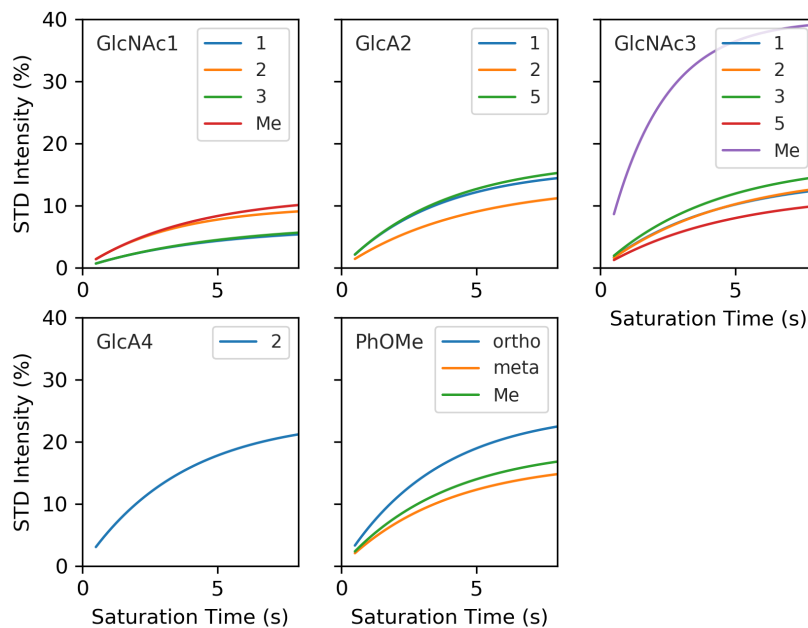 STD Intensity (%)
40
30
20
10
0
GlcNAc1
1
2
3
Me
0
5
GlcA2
1
2
5
0
5
GlcNAc3
1
2
3
5
Me
0
5
Saturation Time (s)
STD Intensity (%)
40
30
20
10
0
GlcA4
2
0
5
Saturation Time (s)
PhOMe
ortho
meta
Me
0
5
Saturation Time (s)